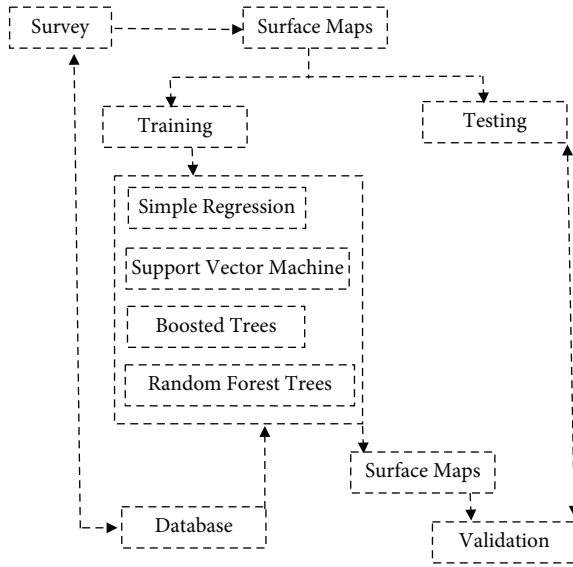 Survey
Surface Maps
Training
Testing
Simple Regression
Support Vector Machine
Boosted Trees
Random Forest Trees
Surface Maps
Database
Validation